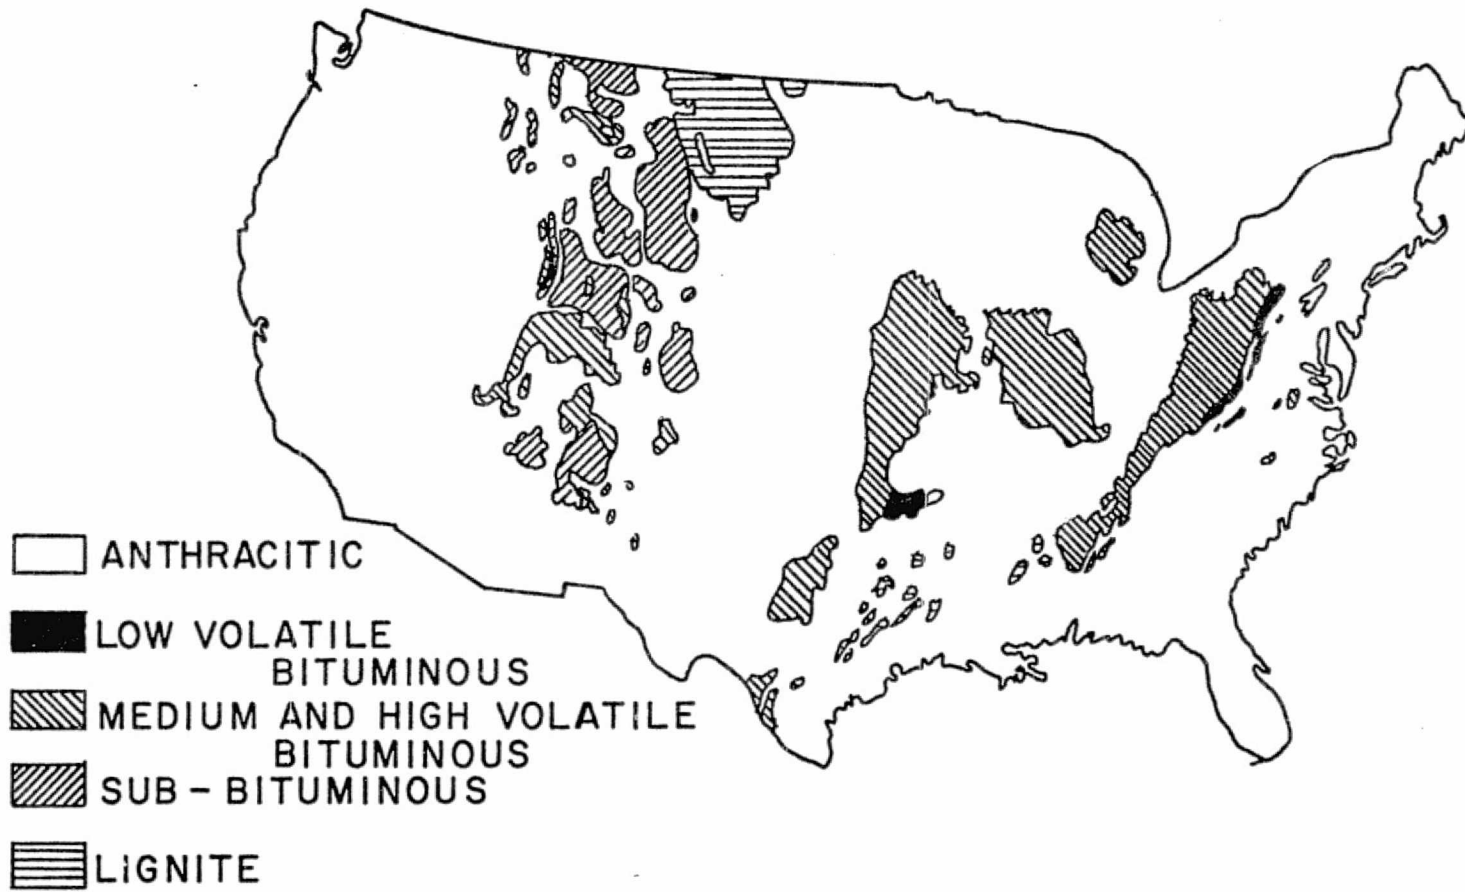 ANTHRACITIC
LOW VOLATILE
BITUMINOUS
MEDIUM AND HIGH VOLATILE
BITUMINOUS
SUB-BITUMINOUS
LIGNITE